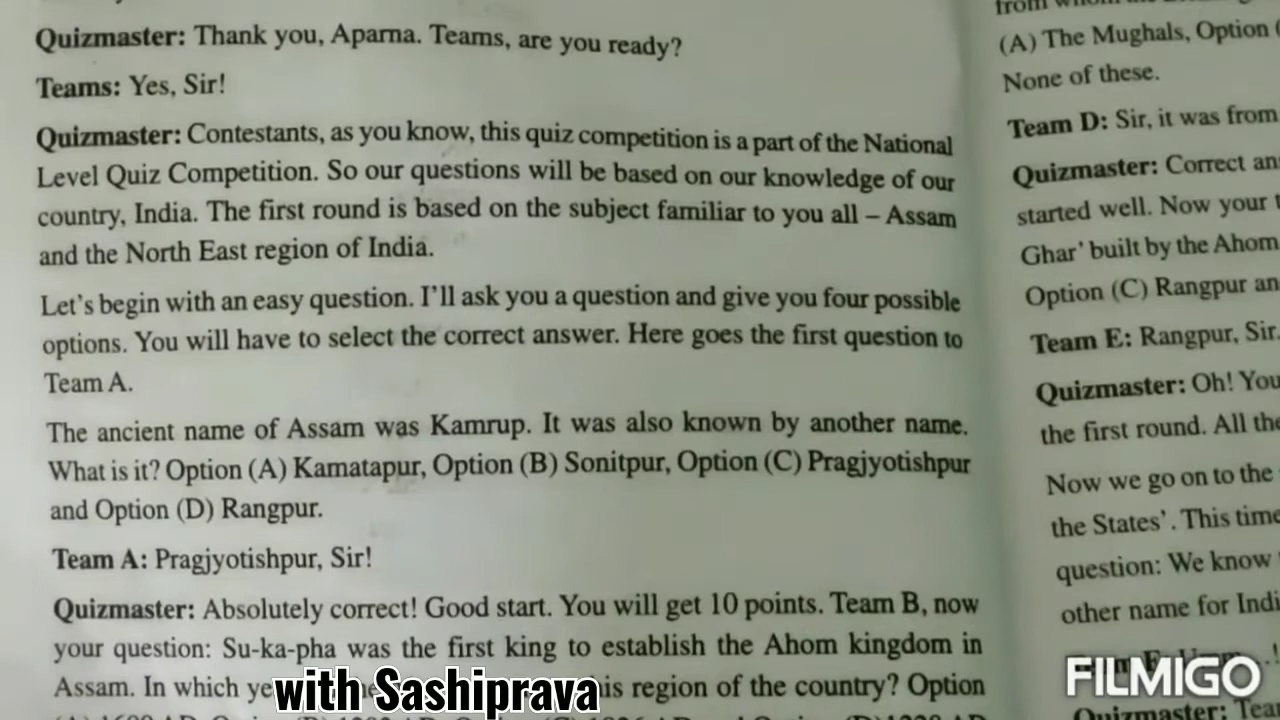 Quizmaster: Thank you, Aparna. Teams, are you ready?
Teams: Yes, Sir!
Quizmaster: Contestants, as you know, this quiz competition is a part of the National
Level Quiz Competition. So our questions will be based on our knowledge of our
country, India. The first round is based on the subject familiar to you all – Assam
and the North East region of India.
Let's begin with an easy question. I'll ask you a question and give you four possible
options. You will have to select the correct answer. Here goes the first question to
Team A.
The ancient name of Assam was Kamrup. It was also known by another name.
What is it? Option (A) Kamatapur, Option (B) Sonitpur, Option (C) Pragjyotishpur
and Option (D) Rangpur.
Team A: Pragjyotishpur, Sir!
Quizmaster: Absolutely correct! Good start. You will get 10 points. Team B, now
your question: Su-ka-pha was the first king to establish the Ahom kingdom in
Assam. In which region of the country? Option
(A) The Mughals, Option
None of these.
Team D: Sir, it was from
Quizmaster: Correct
started well. Now your
Ghar' built by the Ahom
Option (C) Rangpur
Team E: Rangpur, Sir.
Quizmaster: Oh! You
the first round. All
Now we go on to the
the States'. This time
question: We know
other name for
Quizmaster:
with Sashiprava
FILMIGO